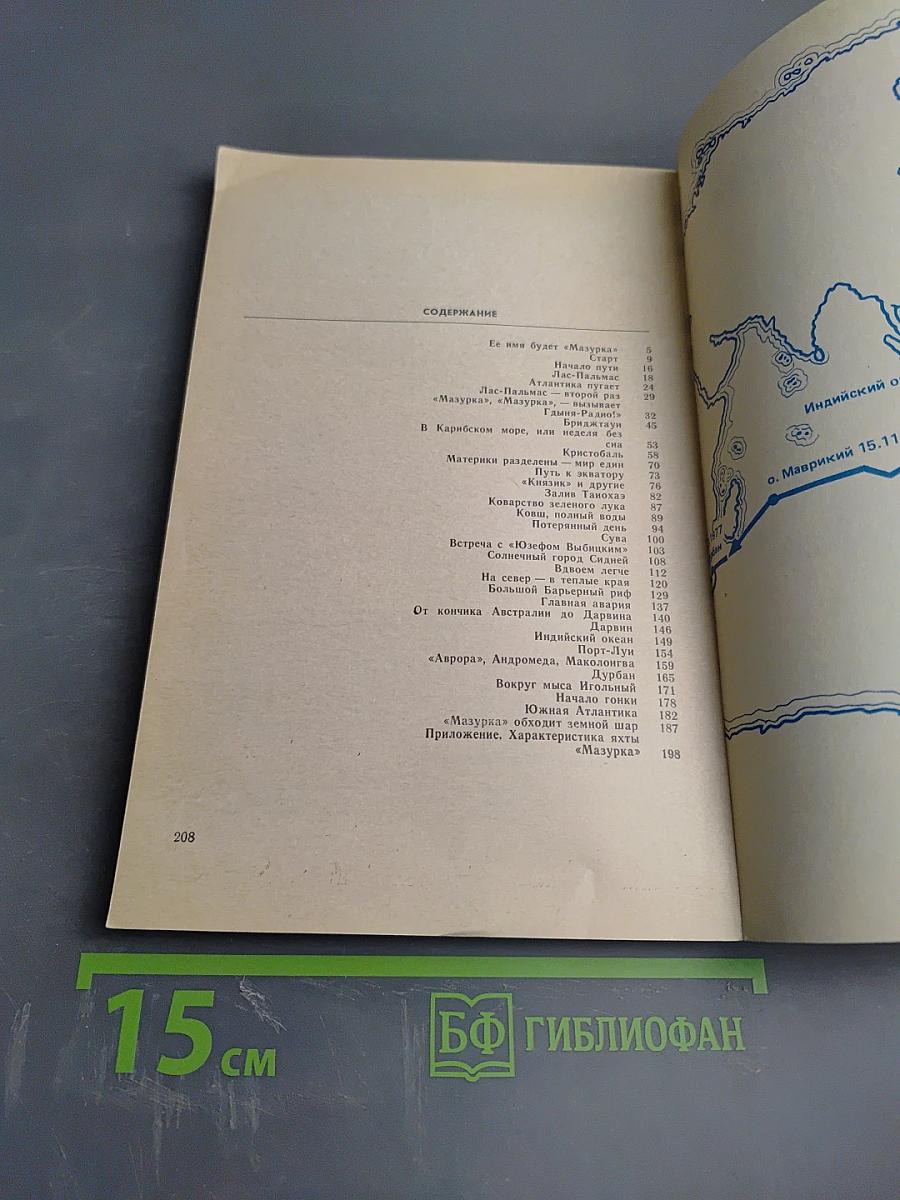 СОДЕРЖАНИЕ
Ее имя будет «Мазурка» 5
Старт 9
Начало пути 16
Лас-Пальмас 18
Атлантика пугает 24
Лас-Пальмас — второй раз 29
«Мазурка», «Мазурка», — вызывает
Гдыня-Радио!» 32
Бриджтаун 45
В Карибском море, или неделя без
сна 53
Кристобаль 58
Материки разделены — мир един 70
Путь к экватору 73
«Князик» и другие 76
Залив Таиохаэ 82
Коварство зеленого лука 87
Ковш, полный воды 89
Потерянный день 94
Сува 100
Встреча с «Юзефом Выбицким» 103
Солнечный город Сидней 108
Вдвоем легче 112
На север — в теплые края 120
Большой Барьерный риф 129
Главная авария 137
От кончика Австралии до Дарвина 140
Дарвин 146
Индийский океан 149
Порт-Луи 154
«Аврора», Андромеда, Маколонгва 159
Дурбан 165
Вокруг мыса Игольный 171
Начало гонки 178
Южная Атлантика 182
«Мазурка» обходит земной шар 187
Приложение. Характеристика яхты
«Мазурка» 198
208
Индийский о
о. Маврикий 15.11
1977
бан
15 см
БФ ГИБЛИОФАН